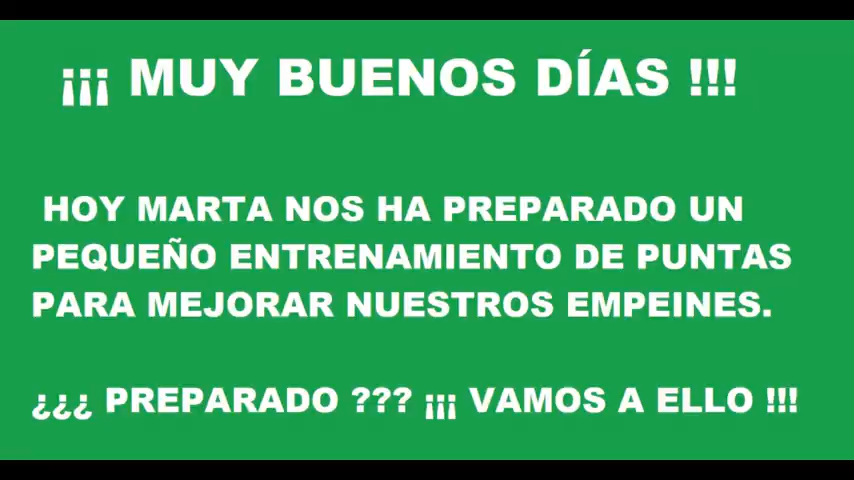 ¡¡¡ MUY BUENOS DÍAS !!!
HOY MARTA NOS HA PREPARADO UN
PEQUEÑO ENTRENAMIENTO DE PUNTAS
PARA MEJORAR NUESTROS EMPEINES.
¿¿¿ PREPARADO ??? ¡¡¡ VAMOS A ELLO !!!